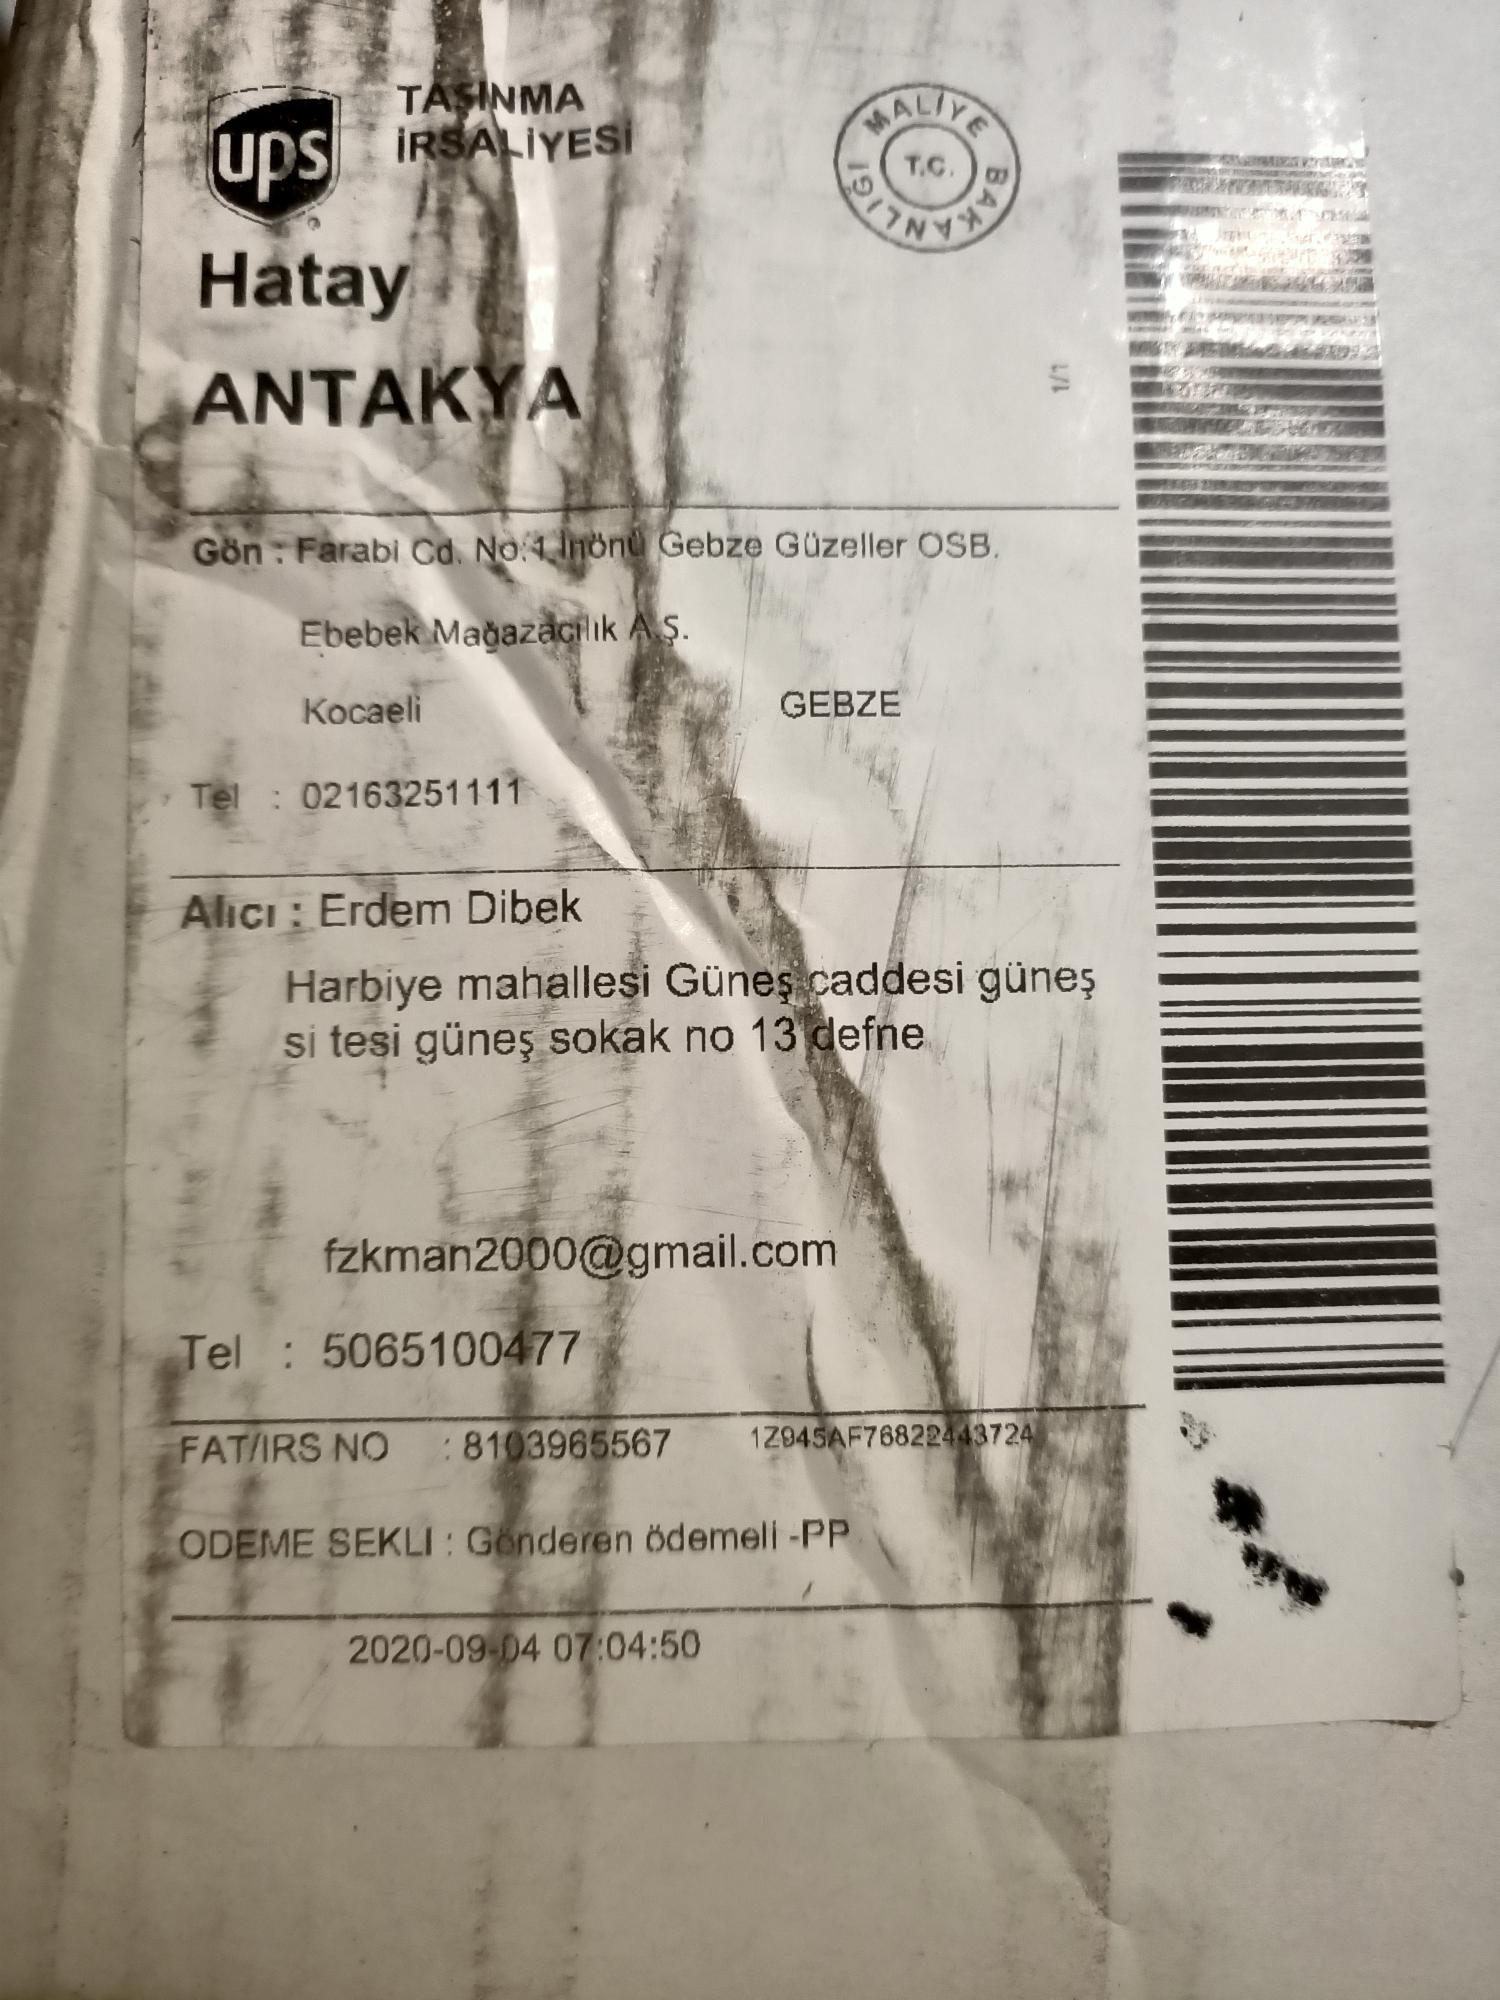 ups
TAŞINMA
İRSALİYESİ
T.C. MALİYE BAKANLIĞI
Hatay
ANTAKYA
1/1
Gön : Farabi Cd. No:1 İnönü Gebze Güzeller OSB.
Ebebek Mağazacılık A.Ş.
Kocaeli GEBZE
Tel : 02163251111
Alıcı : Erdem Dibek
Harbiye mahallesi Güneş caddesi güneş
si tesi güneş sokak no 13 defne
fzkman2000@gmail.com
Tel : 5065100477
FAT/IRS NO : 8103965567 1Z945AF76822443724
ODEME SEKLI : Gönderen ödemeli -PP
2020-09-04 07:04:50